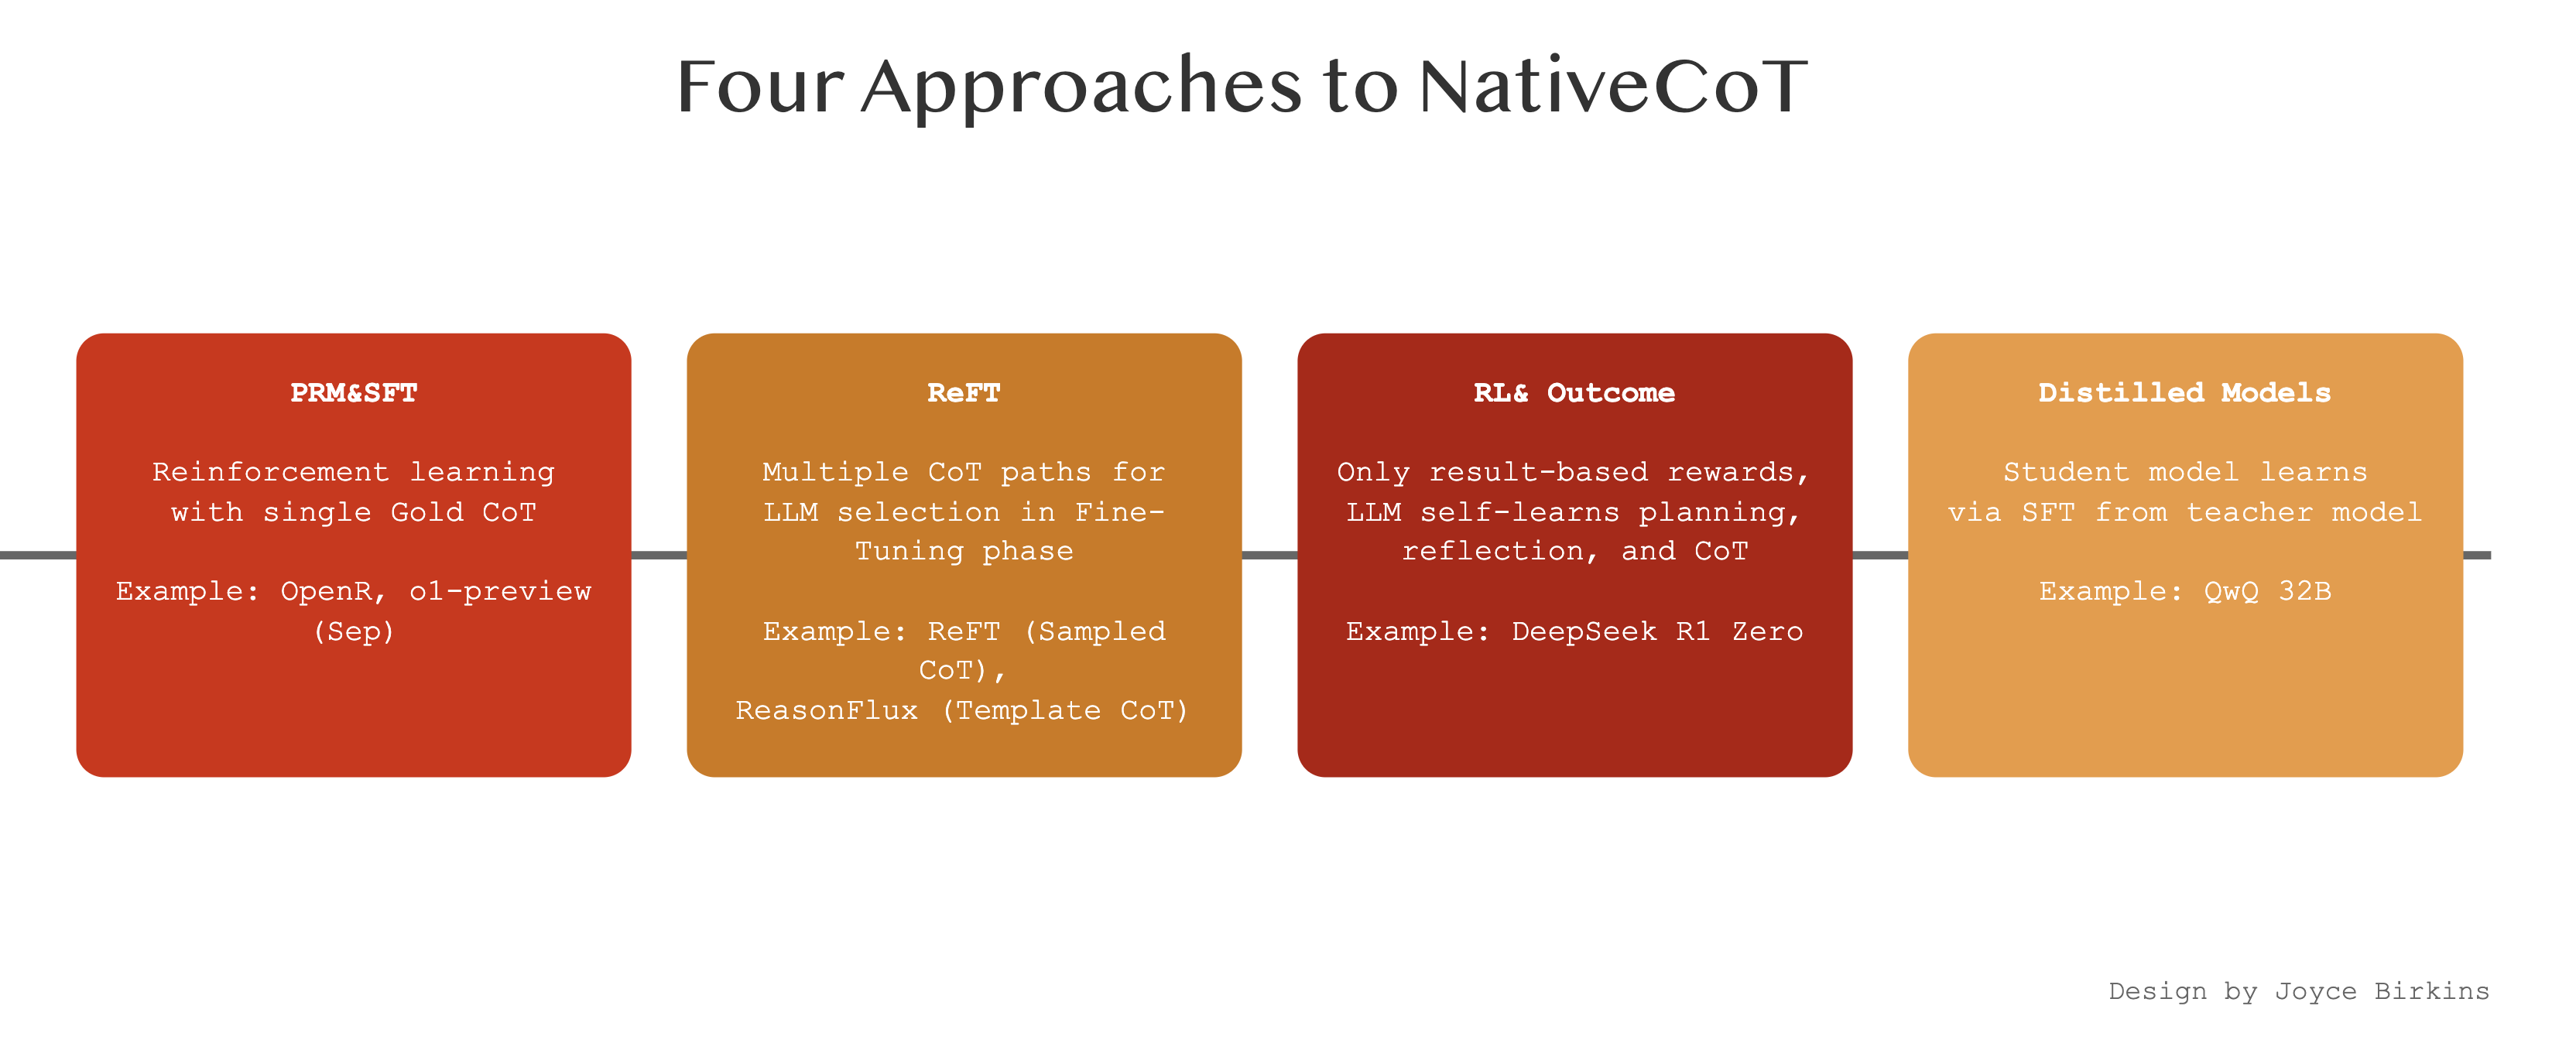 Four Approaches to NativeCoT
PRM&SFT
Reinforcement learning
with single Gold CoT
Example: OpenR, o1-preview
(Sep)
ReFT
Multiple CoT paths for
LLM selection in Fine-
Tuning phase
Example: ReFT (Sampled
CoT),
ReasonFlux (Template CoT)
RL& Outcome
Only result-based rewards,
LLM self-learns planning,
reflection, and CoT
Example: DeepSeek R1 Zero
Distilled Models
Student model learns
via SFT from teacher model
Example: QwQ 32B
Design by Joyce Birkins